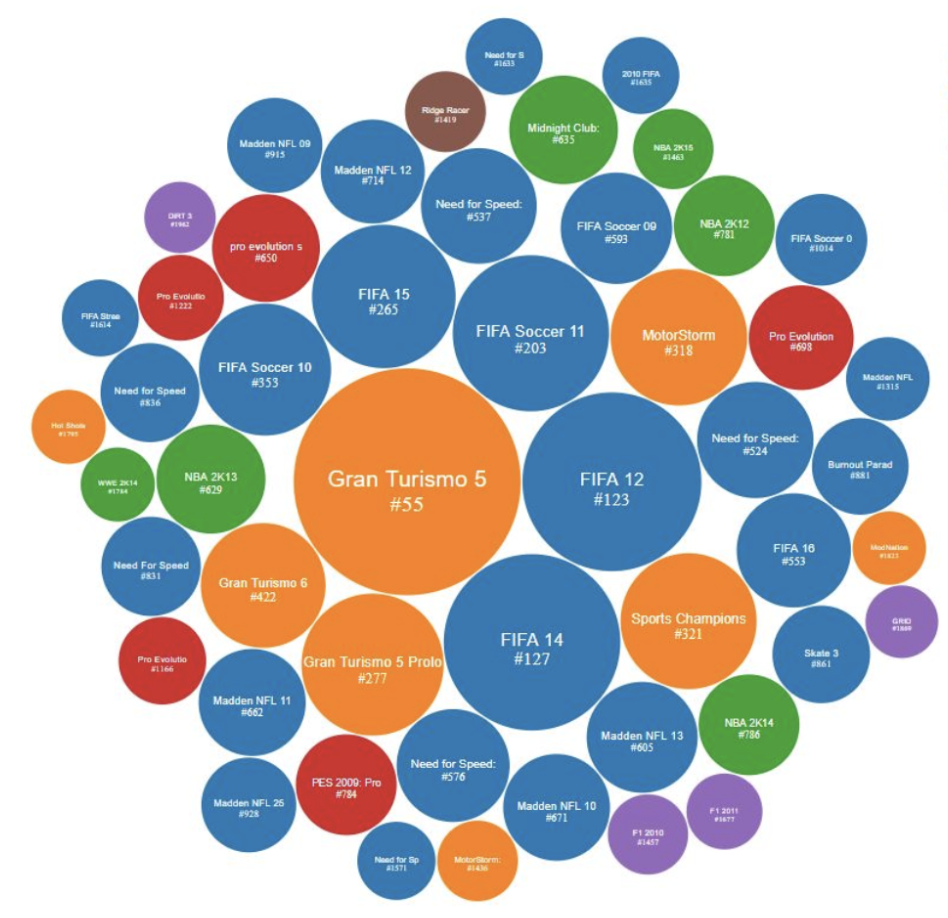 Need for S
#1633
2010 FIFA
#1635
Ridge Racer
#1419
Midnight Club:
#635
Madden NFL 09
#915
NBA 2K15
#1463
Madden NFL 12
#714
Need for Speed:
#537
DiRT 3
#1962
FIFA Soccer 09
#593
NBA 2K12
#781
FIFA Soccer 0
#1014
pro evolution s
#650
Pro Evolutio
#1222
FIFA 15
#265
FIFA Stree
#1614
FIFA Soccer 11
#203
MotorStorm
#318
Pro Evolution
#698
FIFA Soccer 10
#353
Madden NFL
#1315
Need for Speed
#836
Hot Shots
#1795
Need for Speed:
#524
Burnout Parad
#881
NBA 2K13
#629
WWE 2K14
#1784
Gran Turismo 5
#55
FIFA 12
#123
FIFA 16
#553
ModNation
#1821
Need For Speed
#831
Gran Turismo 6
#422
Sports Champions
#321
GRID
#1869
FIFA 14
#127
Skate 3
#861
Pro Evolutio
#1166
Gran Turismo 5 Prolo
#277
Madden NFL 11
#662
NBA 2K14
#786
Madden NFL 13
#605
Need for Speed:
#576
PES 2009: Pro
#784
Madden NFL 25
#928
Madden NFL 10
#671
F1 2011
#1677
F1 2010
#1457
Need for Sp
#1571
MotorStorm:
#1436